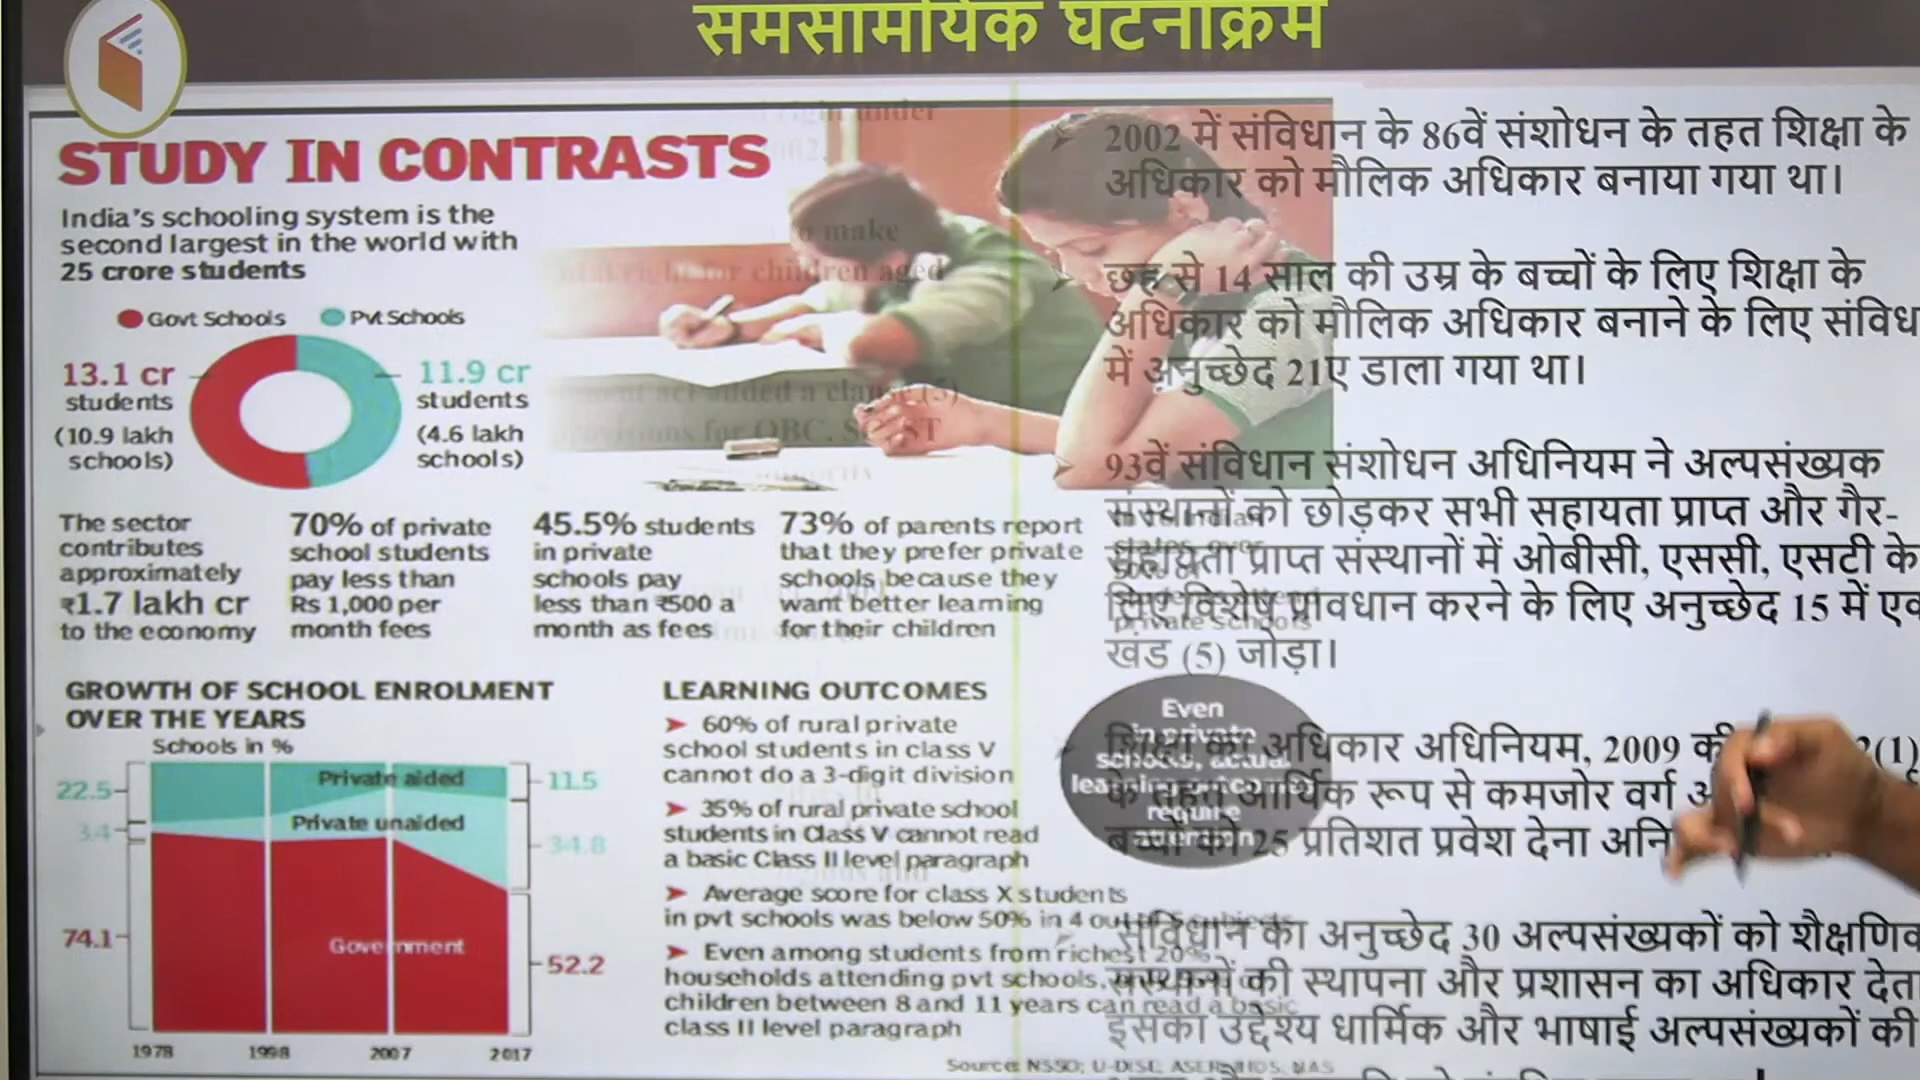 समसामयिक घटनाक्रम
STUDY IN CONTRASTS
India's schooling system is the
second largest in the world with
25 crore students
Govt Schools
Pvt Schools
13.1 cr
students
(10.9 lakh
schools)
11.9 cr
students
(4.6 lakh
schools)
The sector
contributes
approximately
₹1.7 lakh cr
to the economy
70% of private
school students
pay less than
Rs 1,000 per
month fees
45.5% students
in private
schools pay
less than ₹500 a
month as fees
73% of parents report
that they prefer private
schools because they
want better learning
for their children
GROWTH OF SCHOOL ENROLMENT
OVER THE YEARS
Schools in %
22.5
3.4
74.1
Private aided
Private unaided
Government
11.5
34.8
52.2
1978
1998
2007
2017
LEARNING OUTCOMES
➤ 60% of rural private
school students in class V
cannot do a 3-digit division
➤ 35% of rural private school
students in Class V cannot read
a basic Class II level paragraph
➤ Average score for class X students
in pvt schools was below 50% in 4 out of 5 subjects
➤ Even among students from richest 20%
households attending pvt schools,
children between 8 and 11 years can read a basic
class II level paragraph
Source: NSSO; U-DISE, ASER, NAS
Even
in private
schools, actual
learning outcomes
require
attention
private schools
2002 में संविधान के 86वें संशोधन के तहत शिक्षा के
अधिकार को मौलिक अधिकार बनाया गया था।
छह से 14 साल की उम्र के बच्चों के लिए शिक्षा के
अधिकार को मौलिक अधिकार बनाने के लिए संविध
में अनुच्छेद 21ए डाला गया था।
93वें संविधान संशोधन अधिनियम ने अल्पसंख्यक
संस्थानों को छोड़कर सभी सहायता प्राप्त और गैर-
सहायता प्राप्त संस्थानों में ओबीसी, एससी, एसटी के
लिए विशेष प्रावधान करने के लिए अनुच्छेद 15 में एक
खंड (5) जोड़ा।
शिक्षा का अधिकार अधिनियम, 2009 की 2(1)
के तहत आर्थिक रूप से कमजोर वर्ग
बच्चों को 25 प्रतिशत प्रवेश देना
संविधान का अनुच्छेद 30 अल्पसंख्यकों को शैक्षणिक
संस्थानों की स्थापना और प्रशासन का अधिकार देता
इसका उद्देश्य धार्मिक और भाषाई अल्पसंख्यकों की